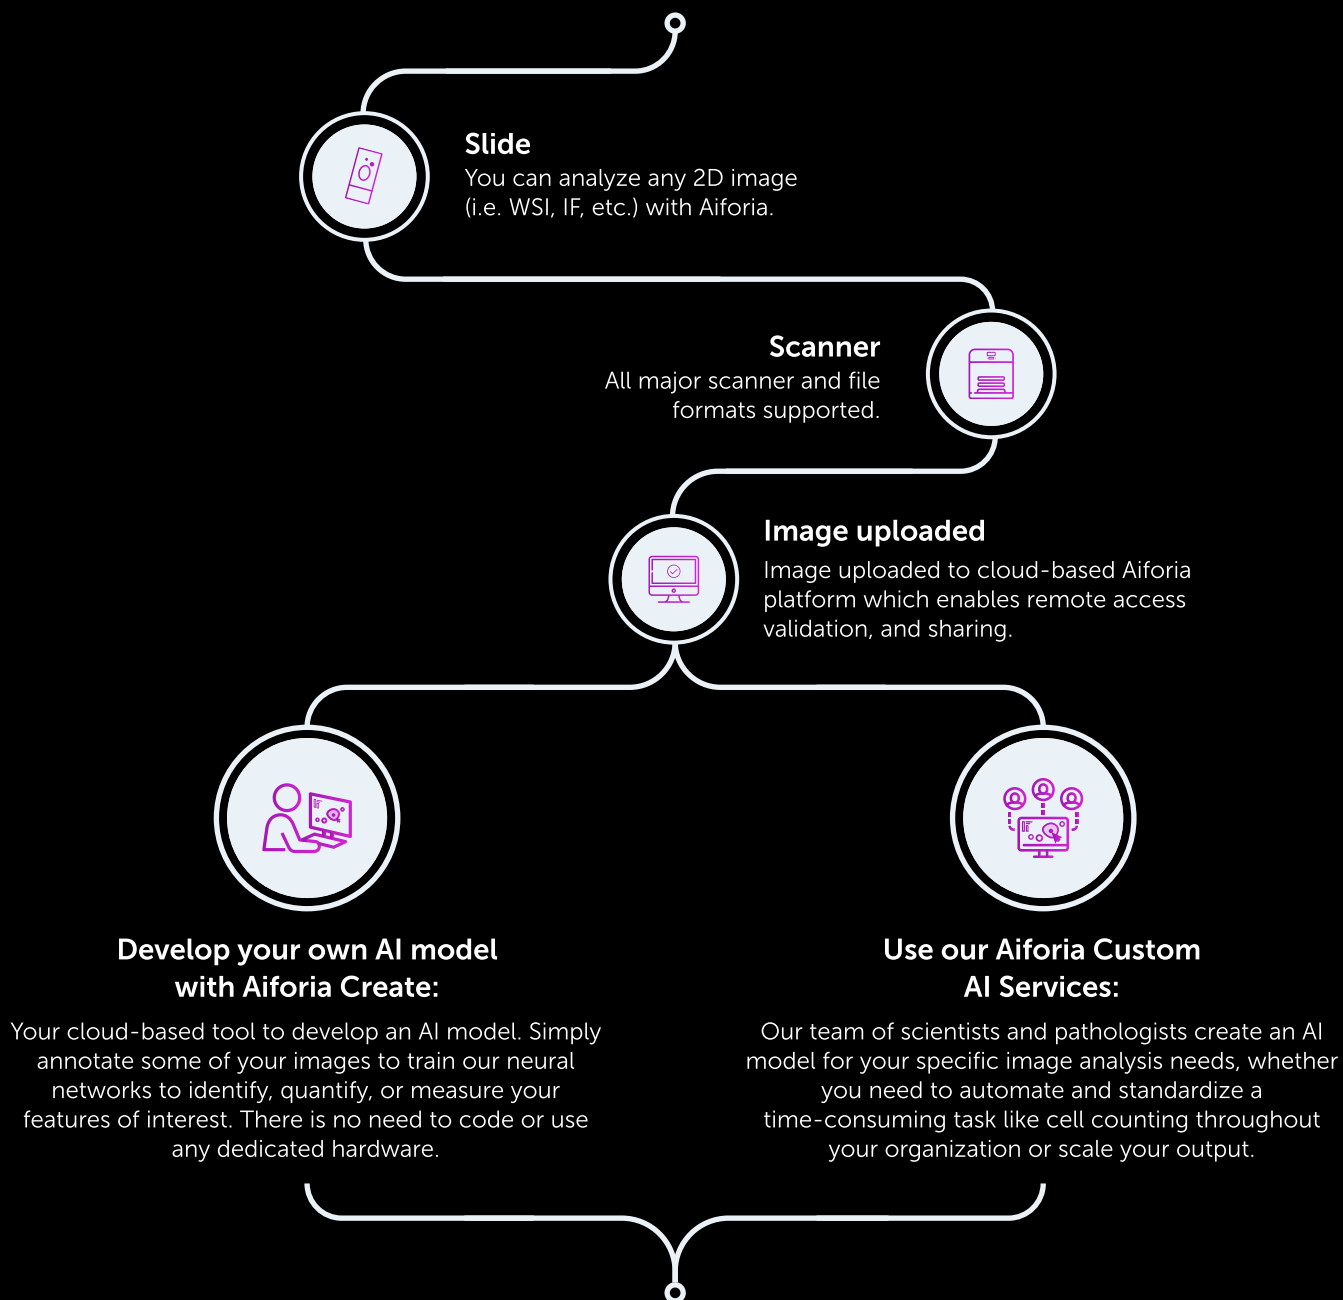 Slide
You can analyze any 2D image
(i.e. WSI, IF, etc.) with Aiforia.
Scanner
All major scanner and file
formats supported.
Image uploaded
Image uploaded to cloud-based Aiforia
platform which enables remote access
validation, and sharing.
Develop your own AI model
with Aiforia Create:
Your cloud-based tool to develop an AI model. Simply
annotate some of your images to train our neural
networks to identify, quantify, or measure your
features of interest. There is no need to code or use
any dedicated hardware.
Use our Aiforia Custom
AI Services:
Our team of scientists and pathologists create an AI
model for your specific image analysis needs, whether
you need to automate and standardize a
time-consuming task like cell counting throughout
your organization or scale your output.